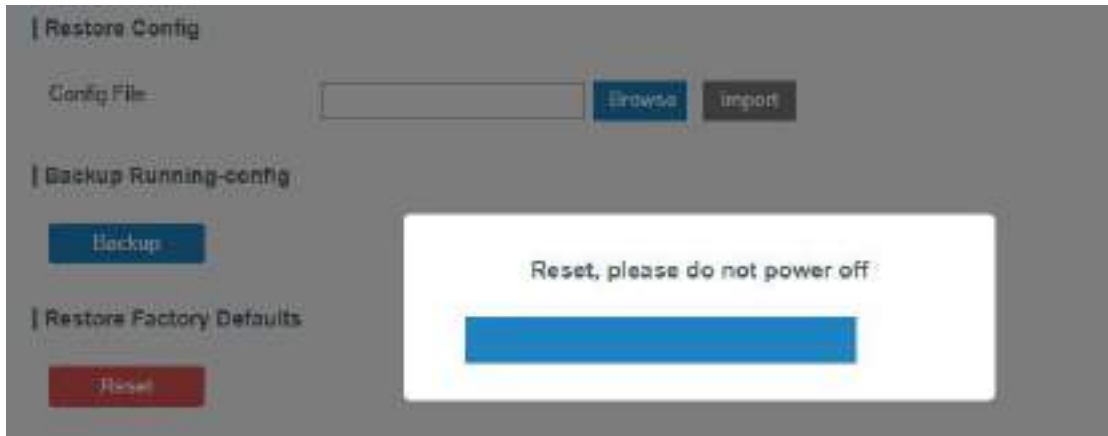 Restore Config
Config File
Browse
Import
Backup Running-config
Backup
Reset, please do not power off
Restore Factory Defaults
Reset